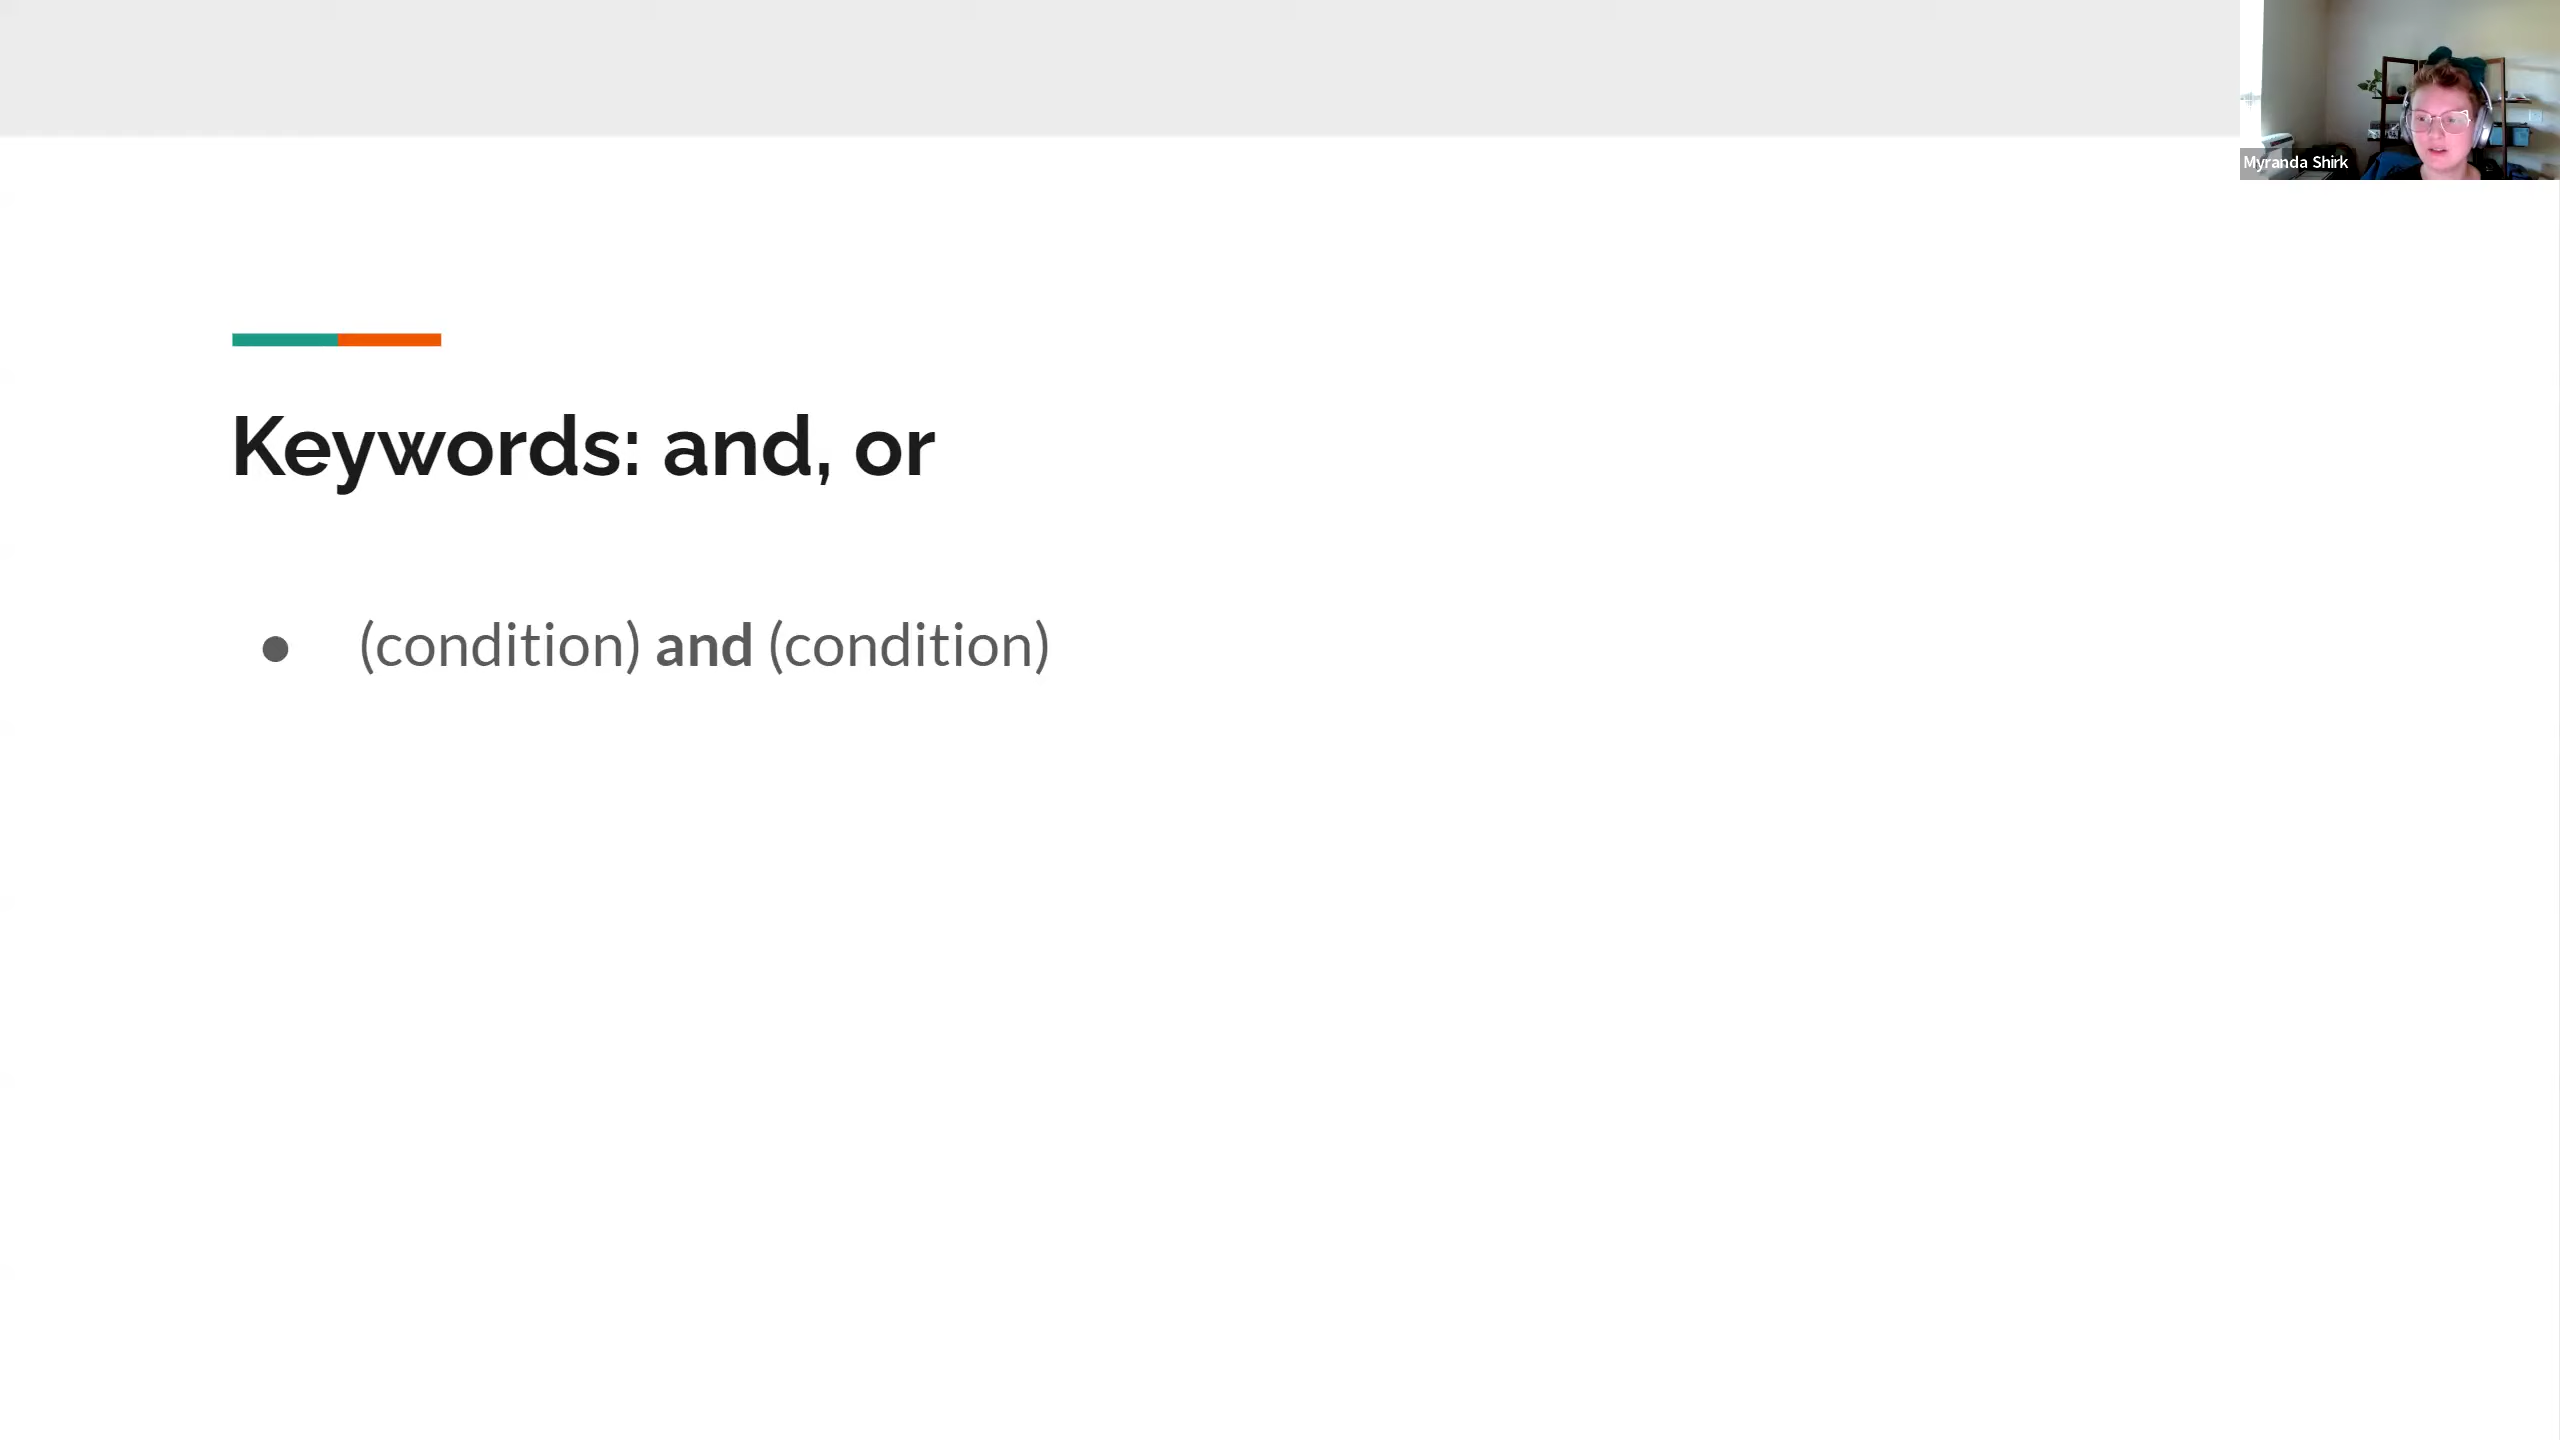 Myranda Shirk
Keywords: and, or
● (condition) and (condition)